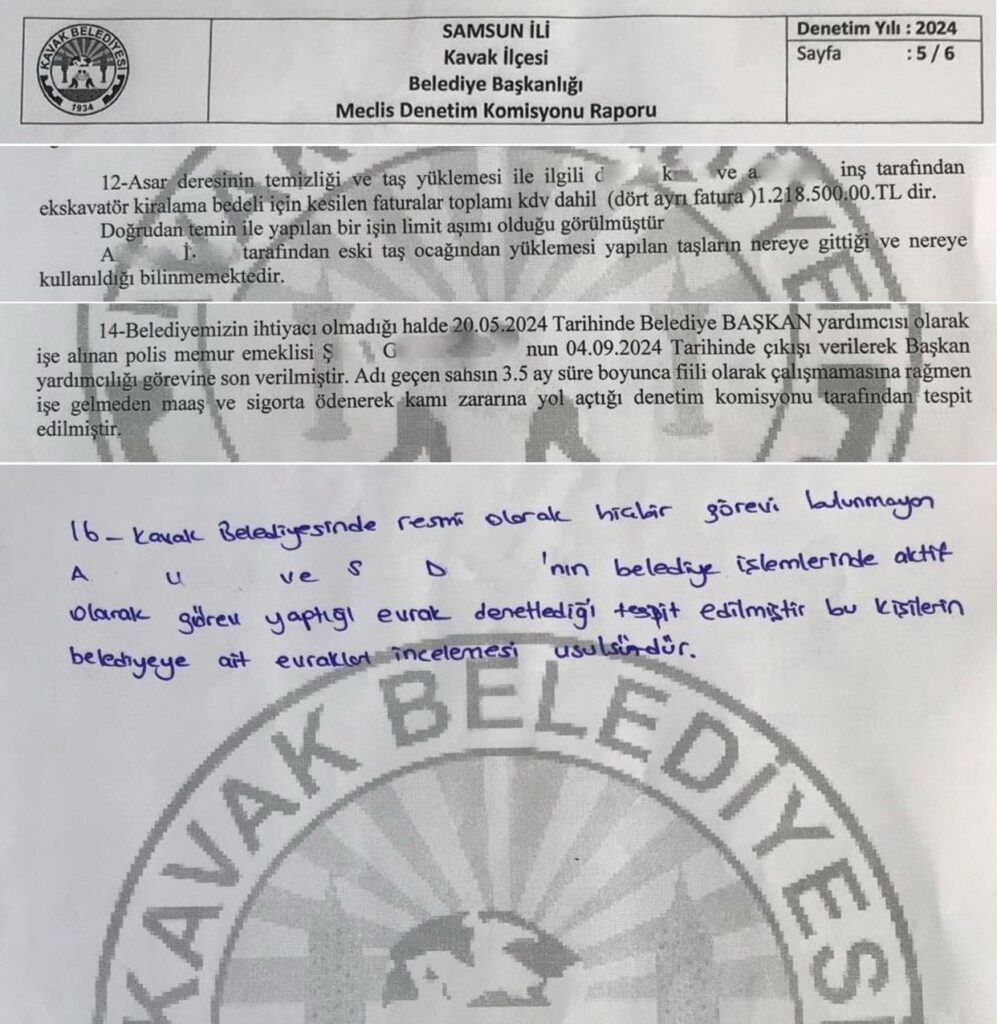 KAVAK BELEDİYESİ
1934
SAMSUN İLİ
Kavak İlçesi
Belediye Başkanlığı
Meclis Denetim Komisyonu Raporu
Denetim Yılı : 2024
Sayfa : 5 / 6
12-Asar deresinin temizliği ve taş yüklemesi ile ilgili d k ve a inş tarafından
ekskavatör kiralama bedeli için kesilen faturalar toplamı kdv dahil (dört ayrı fatura )1.218.500.00.TL dir.
Doğrudan temin ile yapılan bir işin limit aşımı olduğu görülmüştür
A İ. tarafından eski taş ocağından yüklemesi yapılan taşların nereye gittiği ve nereye
kullanıldığı bilinmemektedir.
14-Belediyemizin ihtiyacı olmadığı halde 20.05.2024 Tarihinde Belediye BAŞKAN yardımcısı olarak
işe alınan polis memur emeklisi Ş G nun 04.09.2024 Tarihinde çıkışı verilerek Başkan
yardımcılığı görevine son verilmiştir. Adı geçen sahsın 3.5 ay süre boyunca fiili olarak çalışmamasına rağmen
işe gelmeden maaş ve sigorta ödenerek kamı zararına yol açtığı denetim komisyonu tarafından tespit
edilmiştir.
16- Kavak Belediyesinde resmi olarak hiçbir görevi bulunmayan
A U ve S D 'nın belediye işlemlerinde aktif
olarak görev yaptığı evrak denetlediği tespit edilmiştir bu kişilerin
belediyeye ait evrakları incelemesi usulsüzdür.
KAVAK BELEDİYESİ